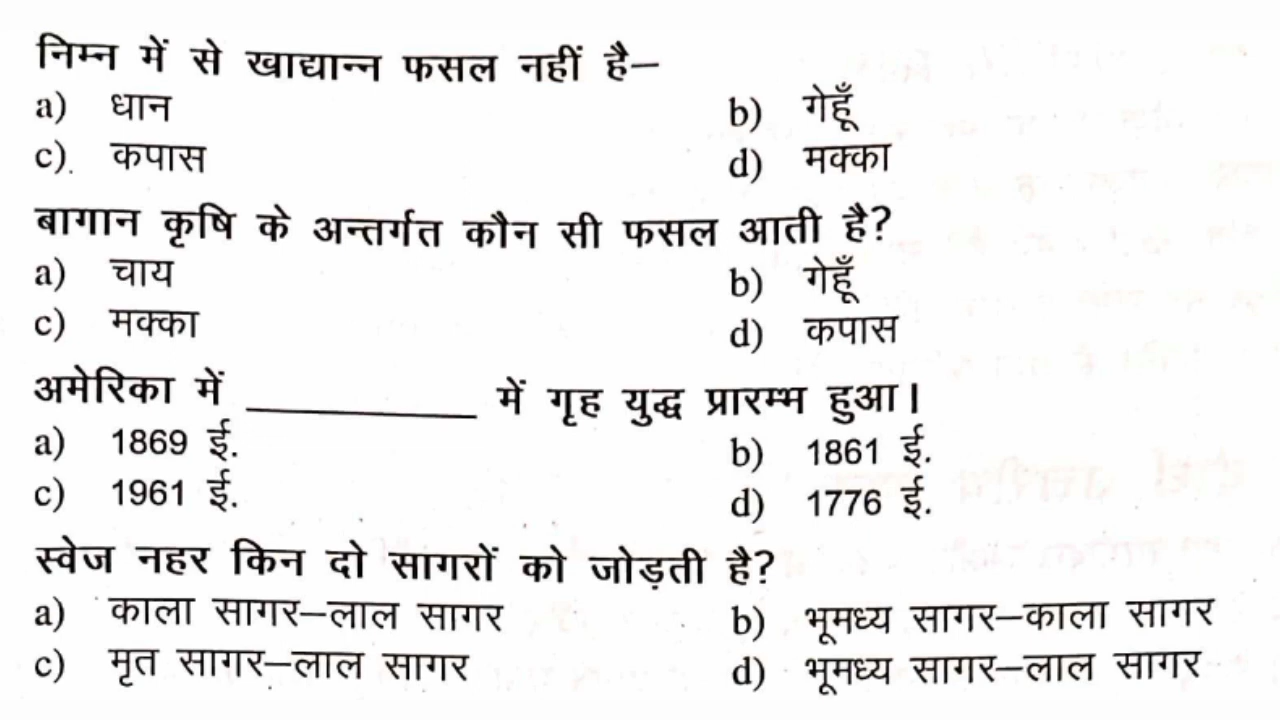 निम्न में से खाद्यान्न फसल नहीं है–
a) धान b) गेहूँ
c). कपास d) मक्का
बागान कृषि के अन्तर्गत कौन सी फसल आती है?
a) चाय b) गेहूँ
c) मक्का d) कपास
अमेरिका में __________ में गृह युद्ध प्रारम्भ हुआ।
a) 1869 ई. b) 1861 ई.
c) 1961 ई. d) 1776 ई.
स्वेज नहर किन दो सागरों को जोड़ती है?
a) काला सागर–लाल सागर b) भूमध्य सागर–काला सागर
c) मृत सागर–लाल सागर d) भूमध्य सागर–लाल सागर